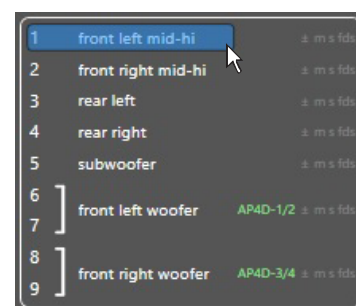 1 front left mid-hi ± m s fds
2 front right mid-hi ± m s fds
3 rear left ± m s fds
4 rear right ± m s fds
5 subwoofer ± m s fds
6
front left woofer AP4D-1/2 ± m s fds
7
8
front right woofer AP4D-3/4 ± m s fds
9